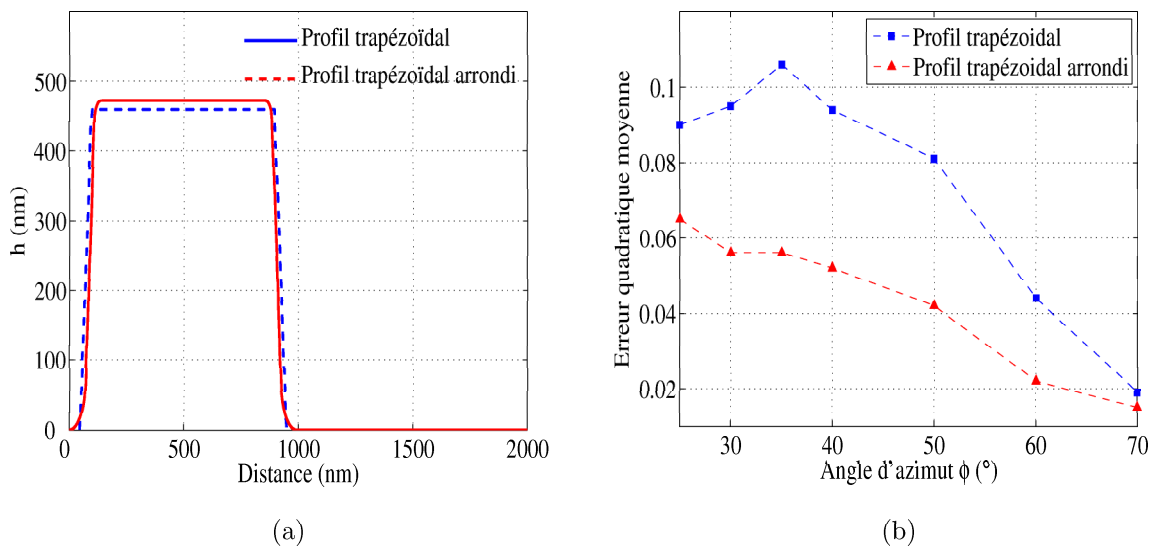 Profil trapézoïdal
Profil trapézoïdal arrondi
500
400
300
200
100
0
h (nm)
0
500
1000
1500
2000
Distance (nm)
(a)
Profil trapézoidal
Profil trapézoidal arrondi
0.1
0.08
0.06
0.04
0.02
Erreur quadratique moyenne
30
40
50
60
70
Angle d'azimut ϕ (°)
(b)